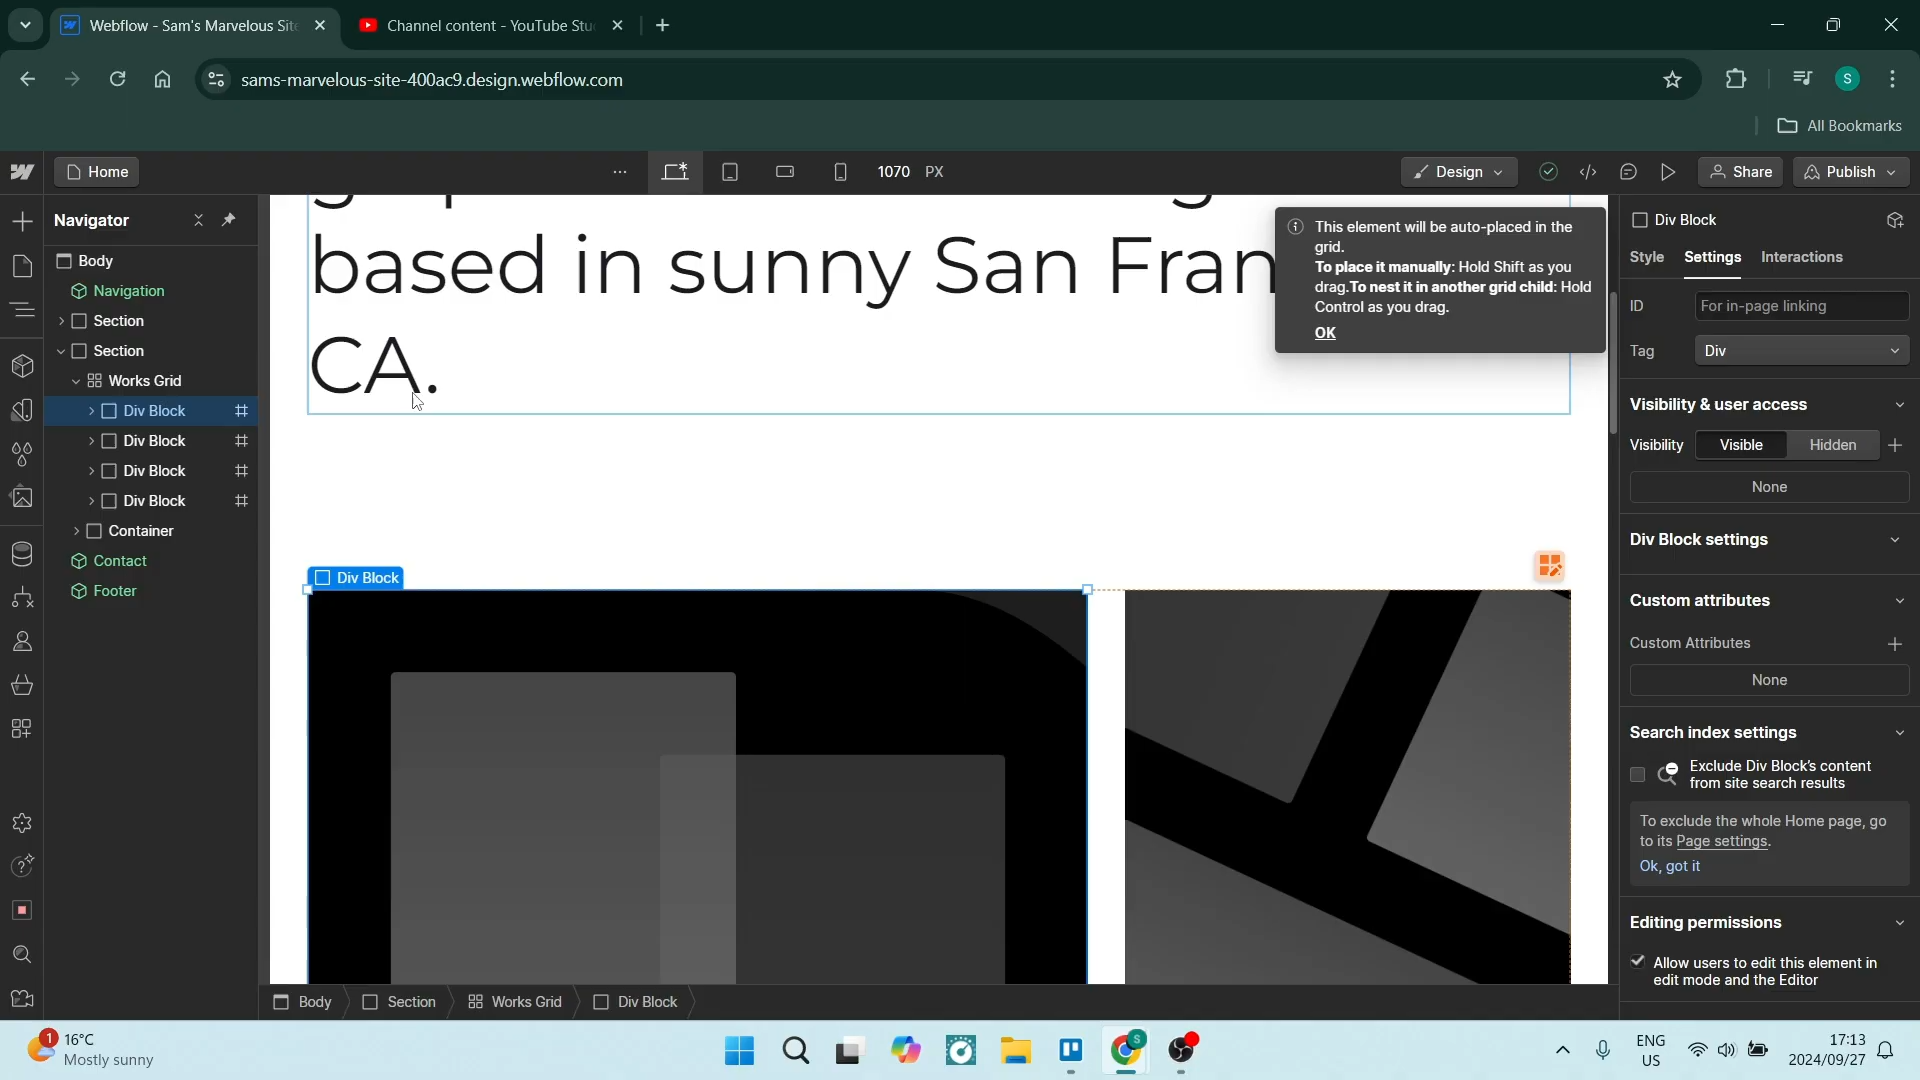 Webflow - Sam's Marvelous Site
Channel content - YouTube Stu
sams-marvelous-site-400ac9.design.webflow.com
S
All Bookmarks
Home
1070 PX
Design
Share
Publish
Navigator
Body
Navigation
Section
Section
Works Grid
Div Block
Div Block
Div Block
Div Block
Container
Contact
Footer
based in sunny San Fran
CA.
This element will be auto-placed in the
grid.
To place it manually: Hold Shift as you
drag.To nest it in another grid child: Hold
Control as you drag.
OK
Div Block
Div Block
Style
Settings
Interactions
ID
For in-page linking
Tag
Div
Visibility & user access
Visibility
Visible
Hidden
None
Div Block settings
Custom attributes
Custom Attributes
None
Search index settings
Exclude Div Block's content
from site search results
To exclude the whole Home page, go
to its Page settings.
Ok, got it
Editing permissions
Allow users to edit this element in
edit mode and the Editor
Body
Section
Works Grid
Div Block
1
16°C
Mostly sunny
S
ENG
US
17:13
2024/09/27